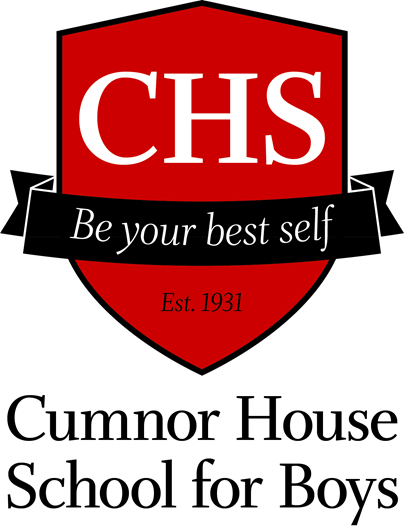 CHS
Be your best self
Est. 1931
Cumnor House
School for Boys